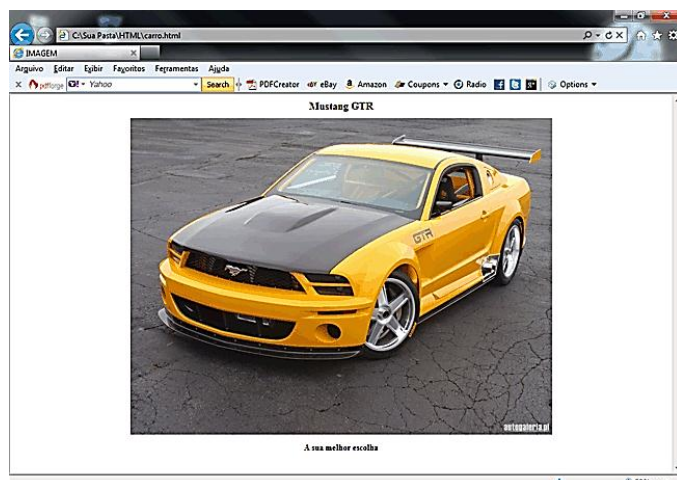 C:\Sua Pasta\HTML\carro.html
IMAGEM
Arquivo Editar Exibir Favoritos Ferramentas Ajuda
pdfforge Yahoo Search PDFCreator eBay Amazon Coupons Radio Options
Mustang GTR
GTR
autogaleria.pl
A sua melhor escolha